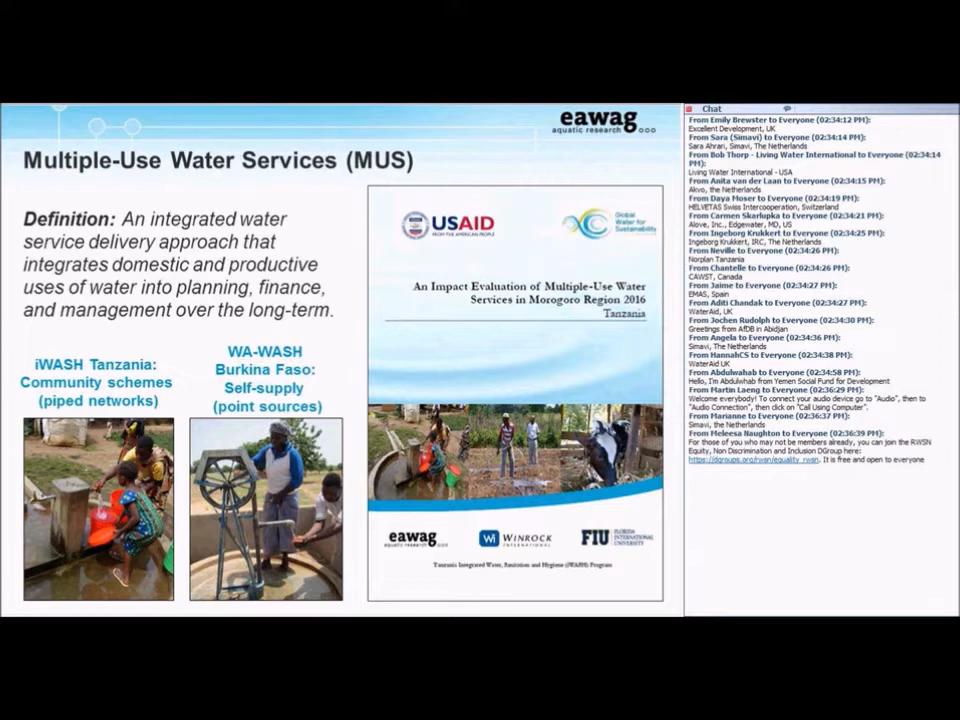 eawag
aquatic research
Multiple-Use Water Services (MUS)
Definition: An integrated water
service delivery approach that
integrates domestic and productive
uses of water into planning, finance,
and management over the long-term.
iWASH Tanzania:
Community schemes
(piped networks)
WA-WASH
Burkina Faso:
Self-supply
(point sources)
USAID
FROM THE AMERICAN PEOPLE
Global
Water for
Sustainability
An Impact Evaluation of Multiple-Use Water
Services in Morogoro Region 2016
Tanzania
eawag
aquatic research
WINROCK
INTERNATIONAL
FIU
FLORIDA
INTERNATIONAL
UNIVERSITY
Tanzania Integrated Water, Sanitation and Hygiene (iWASH) Program
Chat
From Emily Brewster to Everyone (02:34:12 PM):
Excellent Development, UK
From Sara (Simavi) to Everyone (02:34:14 PM):
Sara Ahrari, Simavi, The Netherlands
From Bob Thorp - Living Water International to Everyone (02:34:14
PM):
Living Water International - USA
From Anita van der Laan to Everyone (02:34:15 PM):
Akvo, the Netherlands
From Daya Moser to Everyone (02:34:19 PM):
HELVETAS Swiss Intercooperation, Switzerland
From Carmen Skarlupka to Everyone (02:34:21 PM):
Alove, Inc., Edgewater, MD, US
From Ingeborg Krukkert to Everyone (02:34:25 PM):
Ingeborg Krukkert, IRC, The Netherlands
From Neville to Everyone (02:34:26 PM):
Norplan Tanzania
From Chantelle to Everyone (02:34:26 PM):
CAWST, Canada
From Jaime to Everyone (02:34:27 PM):
EMAS, Spain
From Aditi Chandak to Everyone (02:34:27 PM):
WaterAid, UK
From Jochen Rudolph to Everyone (02:34:30 PM):
Greetings from AfDB in Abidjan
From Angela to Everyone (02:34:36 PM):
Simavi, The Netherlands
From HannahCS to Everyone (02:34:38 PM):
WaterAid UK
From Abdulwahab to Everyone (02:34:58 PM):
Hello, I'm Abdulwhab from Yemen Social Fund for Development
From Martin Laeng to Everyone (02:36:29 PM):
Welcome everybody! To connect your audio device go to "Audio", then to
"Audio Connection", then click on "Call Using Computer".
From Marianne to Everyone (02:36:37 PM):
Simavi, the Netherlands
From Meleesa Naughton to Everyone (02:36:39 PM):
For those of you who may not be members already, you can join the RWSN
Equity, Non Discrimination and Inclusion DGroup here:
https://dgroups.org/rwsn/equality_rwsn. It is free and open to everyone